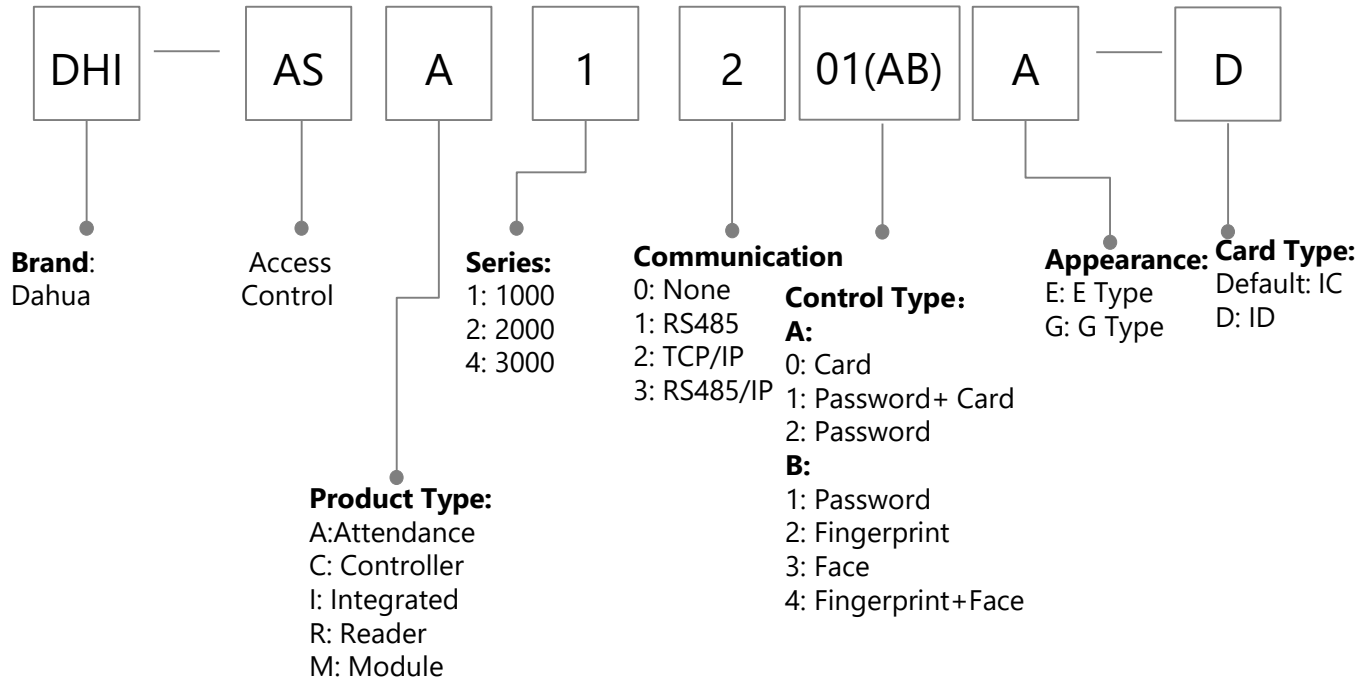 DHI
AS
A
1
2
01(AB)
A
D
Brand:
Dahua
Access
Control
Product Type:
A:Attendance
C: Controller
I: Integrated
R: Reader
M: Module
Series:
1: 1000
2: 2000
4: 3000
Communication
0: None
1: RS485
2: TCP/IP
3: RS485/IP
Control Type：
A:
0: Card
1: Password+ Card
2: Password
B:
1: Password
2: Fingerprint
3: Face
4: Fingerprint+Face
Appearance:
E: E Type
G: G Type
Card Type:
Default: IC
D: ID